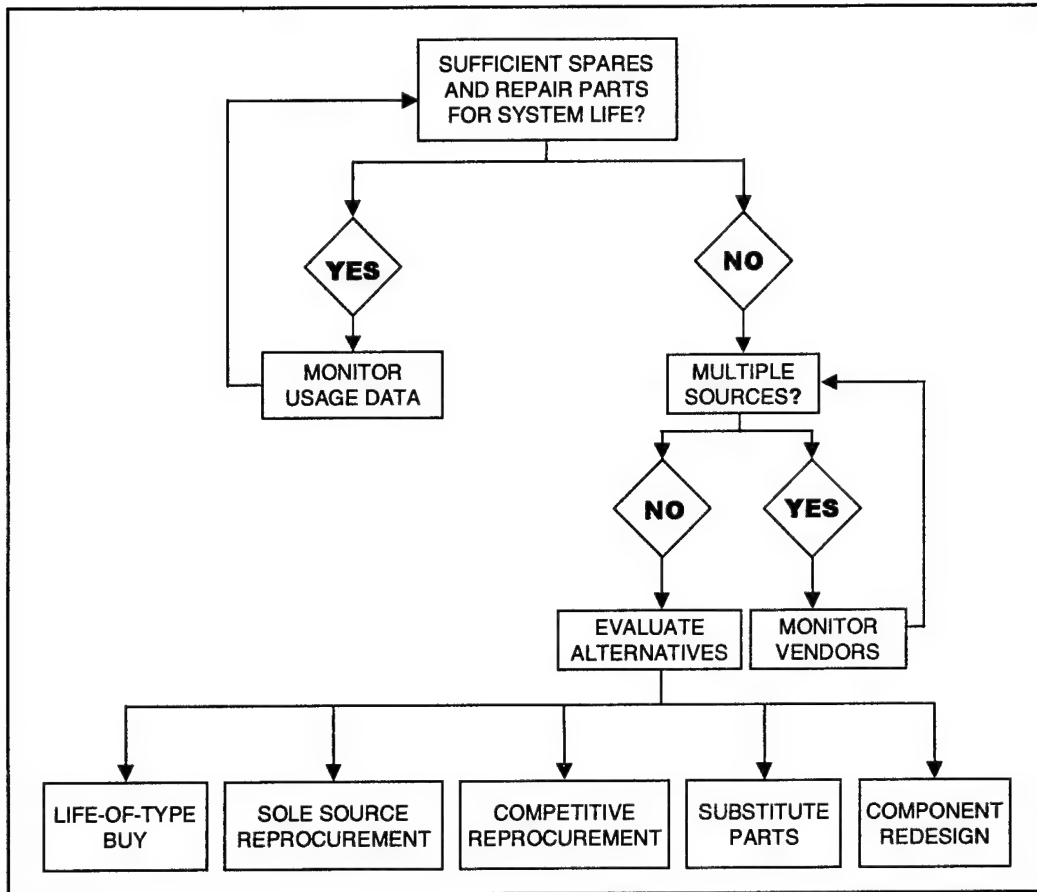 SUFFICIENT SPARES
AND REPAIR PARTS
FOR SYSTEM LIFE?
YES
NO
MONITOR
USAGE DATA
MULTIPLE
SOURCES?
NO
YES
EVALUATE
ALTERNATIVES
MONITOR
VENDORS
LIFE-OF-TYPE
BUY
SOLE SOURCE
REPROCUREMENT
COMPETITIVE
REPROCUREMENT
SUBSTITUTE
PARTS
COMPONENT
REDESIGN